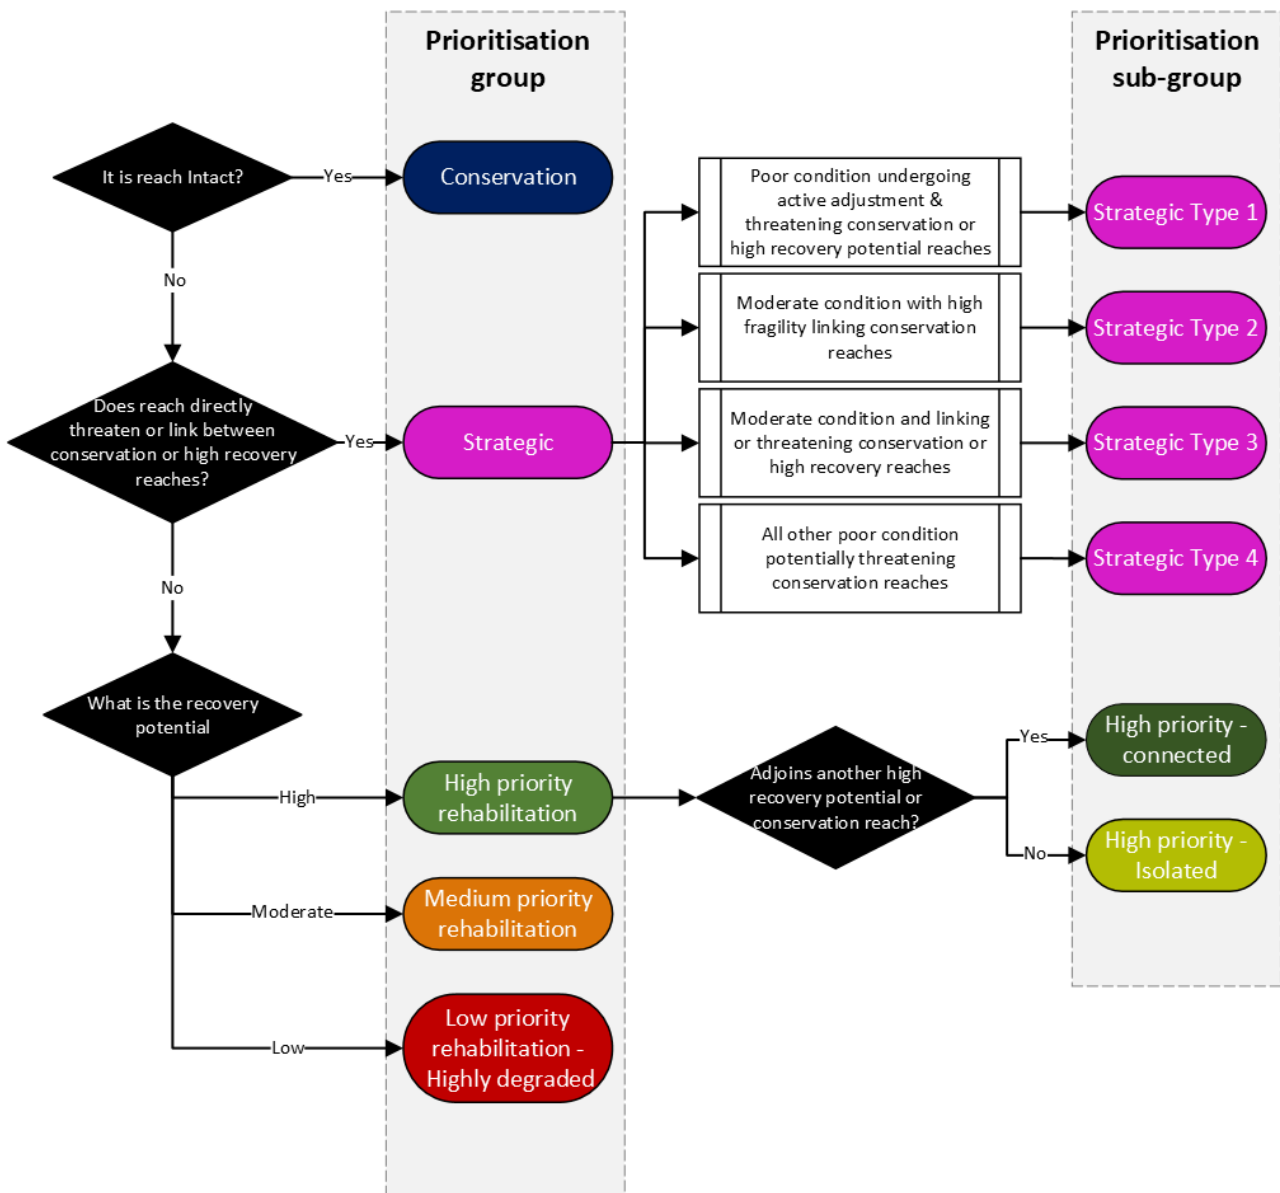 Prioritisation
group
Prioritisation
sub-group
It is reach Intact?
Yes
Conservation
No
Poor condition undergoing
active adjustment &
threatening conservation or
high recovery potential reaches
Strategic Type 1
Moderate condition with high
fragility linking conservation
reaches
Strategic Type 2
Does reach directly
threaten or link between
conservation or high recovery
reaches?
Yes
Strategic
Moderate condition and linking
or threatening conservation or
high recovery reaches
Strategic Type 3
All other poor condition
potentially threatening
conservation reaches
Strategic Type 4
No
What is the recovery
potential
High
High priority
rehabilitation
Adjoins another high
recovery potential or
conservation reach?
Yes
High priority -
connected
No
High priority -
Isolated
Moderate
Medium priority
rehabilitation
Low
Low priority
rehabilitation -
Highly degraded